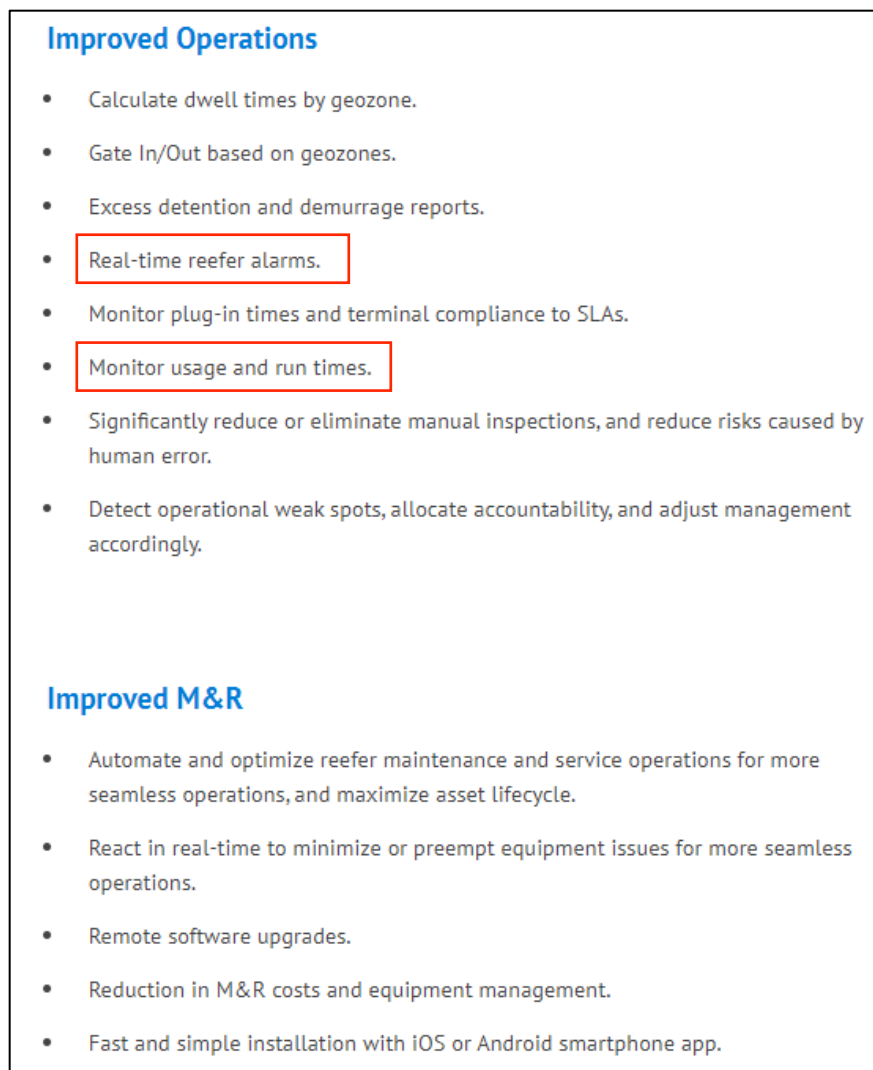 Improved Operations
• Calculate dwell times by geozone.
• Gate In/Out based on geozones.
• Excess detention and demurrage reports.
• Real-time reefer alarms.
• Monitor plug-in times and terminal compliance to SLAs.
• Monitor usage and run times.
• Significantly reduce or eliminate manual inspections, and reduce risks caused by
human error.
• Detect operational weak spots, allocate accountability, and adjust management
accordingly.
Improved M&R
• Automate and optimize reefer maintenance and service operations for more
seamless operations, and maximize asset lifecycle.
• React in real-time to minimize or preempt equipment issues for more seamless
operations.
• Remote software upgrades.
• Reduction in M&R costs and equipment management.
• Fast and simple installation with iOS or Android smartphone app.